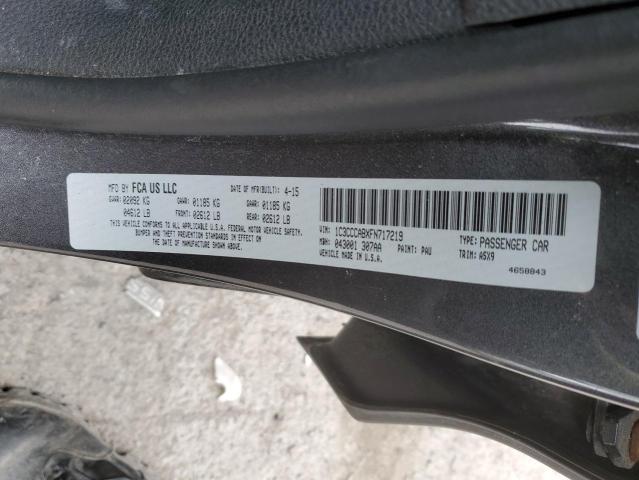 MFD BY FCA US LLC DATE OF MFR(BUILT): 4-15
GVWR: 02092 KG GAWR: 01185 KG GAWR: 01185 KG
04612 LB FRONT: 02612 LB REAR: 02612 LB
THIS VEHICLE CONFORMS TO ALL APPLICABLE U.S.A. FEDERAL MOTOR VEHICLE SAFETY,
BUMPER AND THEFT PREVENTION STANDARDS IN EFFECT ON THE
DATE OF MANUFACTURE SHOWN ABOVE.
VIN: 1C3CCCABXFN717219 TYPE: PASSENGER CAR
MDH: 043001 307AA PAINT: PAU TRIM: A5X9
VEHICLE MADE IN U.S.A. 4658843